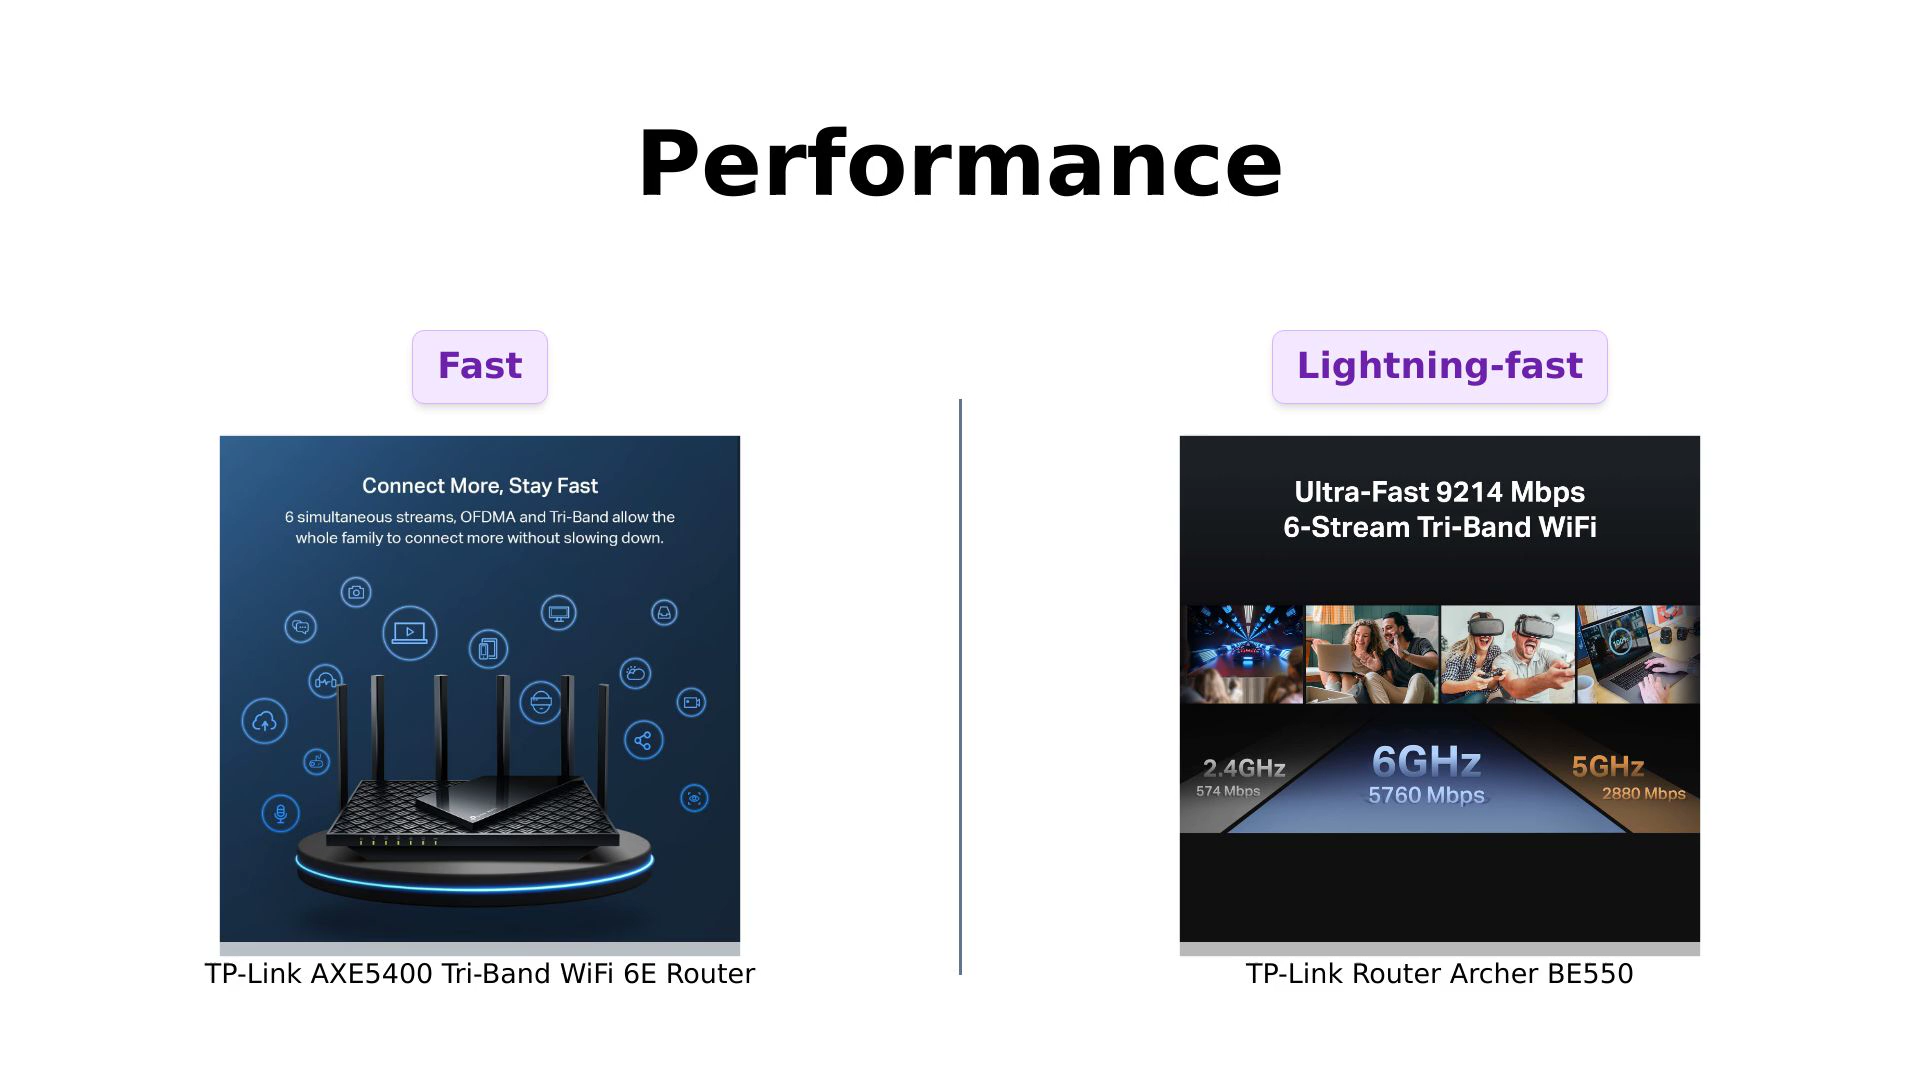 Performance
Fast
Connect More, Stay Fast
6 simultaneous streams, OFDMA and Tri-Band allow the
whole family to connect more without slowing down.
TP-Link AXE5400 Tri-Band WiFi 6E Router
Lightning-fast
Ultra-Fast 9214 Mbps
6-Stream Tri-Band WiFi
100%
2.4GHz
574 Mbps
6GHz
5760 Mbps
5GHz
2880 Mbps
TP-Link Router Archer BE550